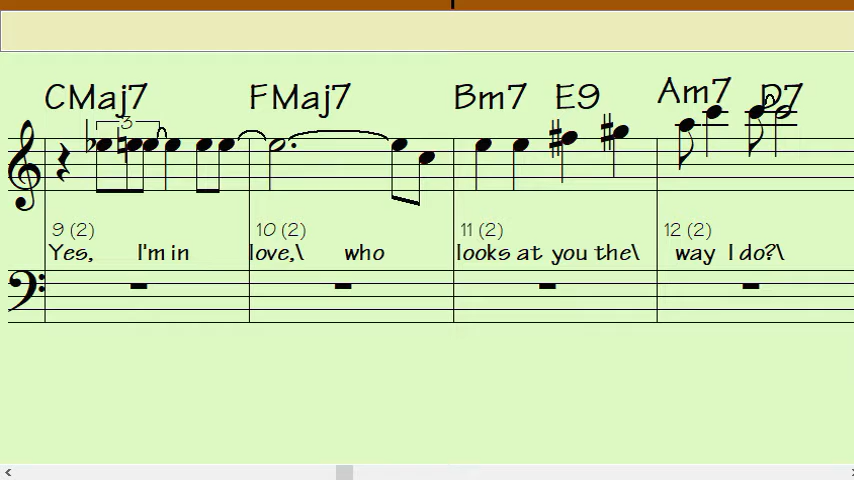 CMaj7 FMaj7 Bm7 E9 Am7 D7
3
9 (2) 10 (2) 11 (2) 12 (2)
Yes, I'm in love,\ who looks at you the\ way I do?\